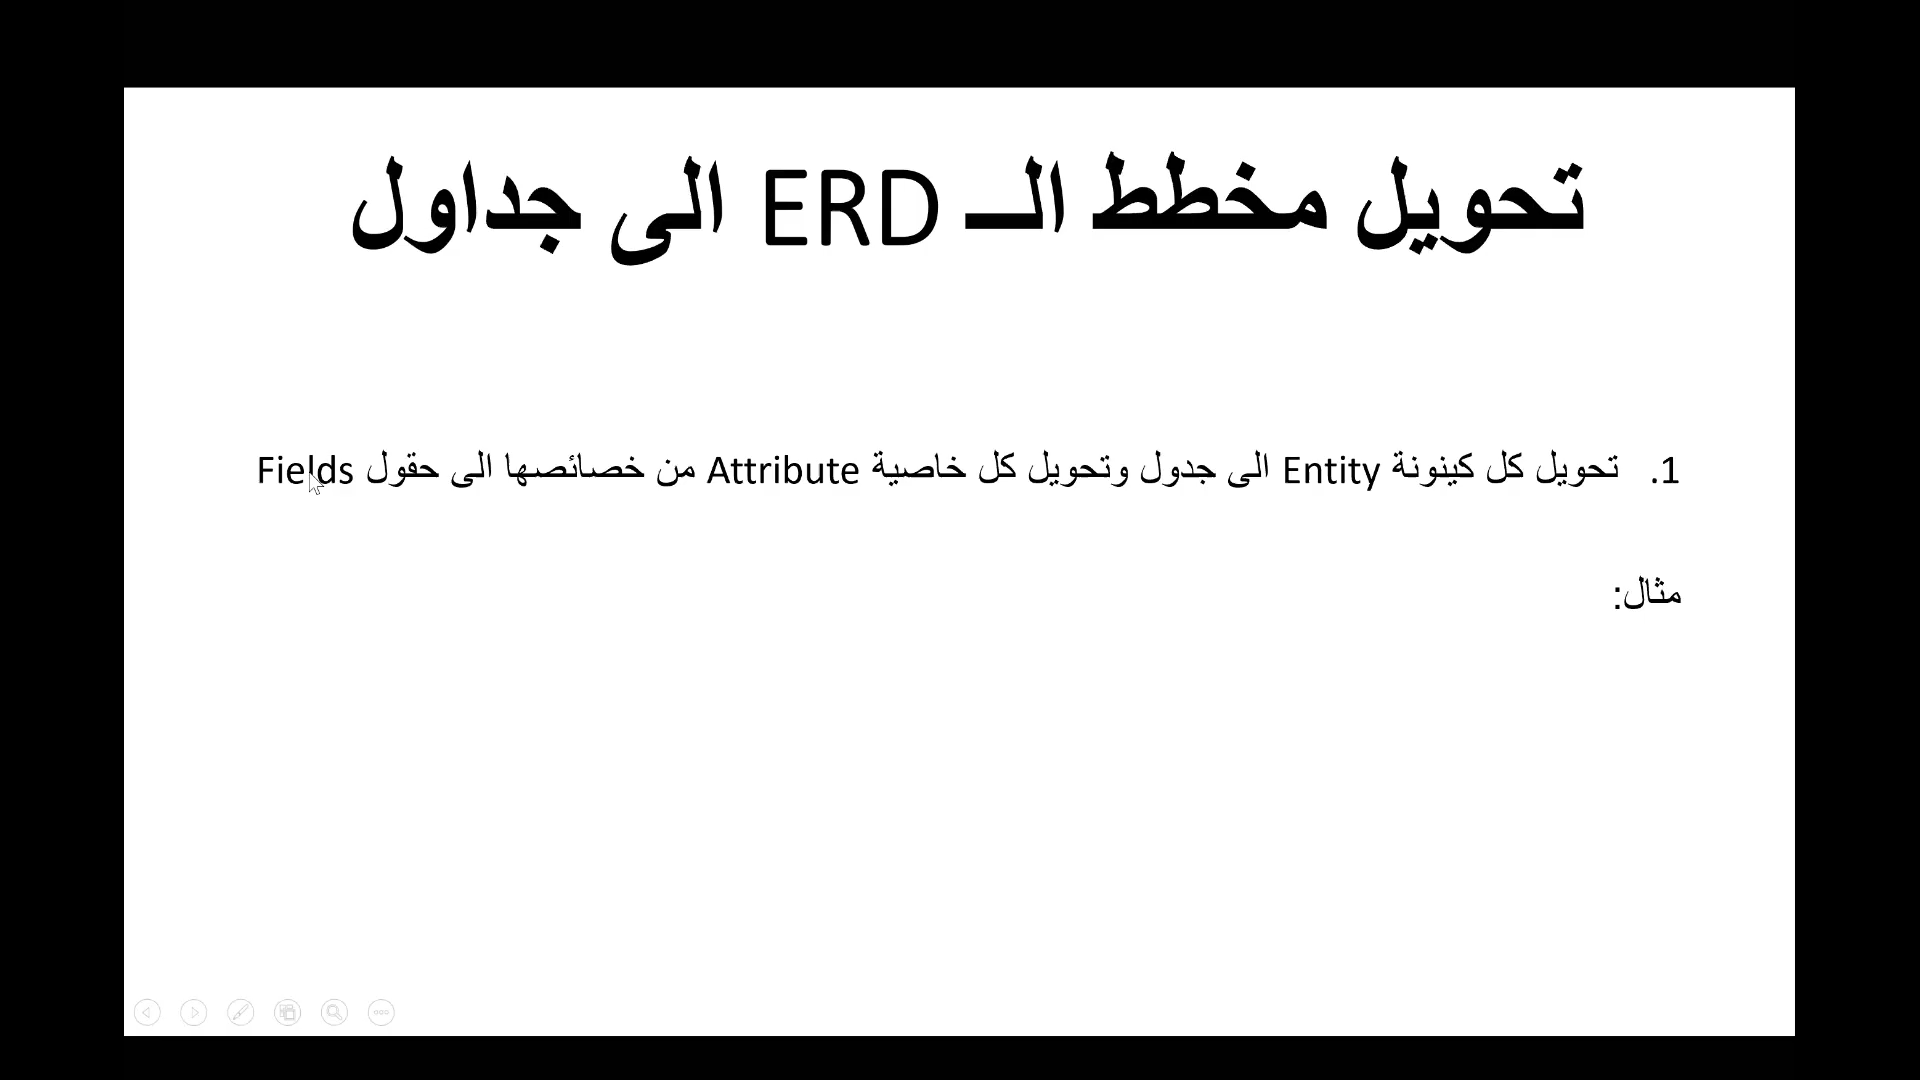 تحويل مخطط الـــ ERD الى جداول
1. تحويل كل كينونة Entity الى جدول وتحويل كل خاصية Attribute من خصائصها الى حقول Fields
مثال: